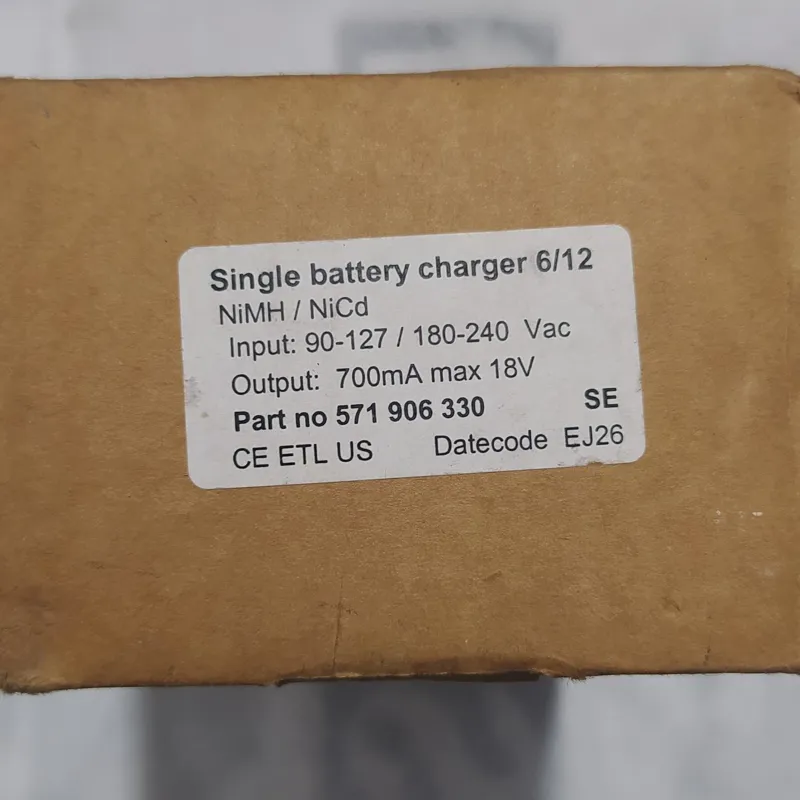 Single battery charger 6/12
NiMH / NiCd
Input: 90-127 / 180-240 Vac
Output: 700mA max 18V
Part no 571 906 330 SE
CE ETL US Datecode EJ26